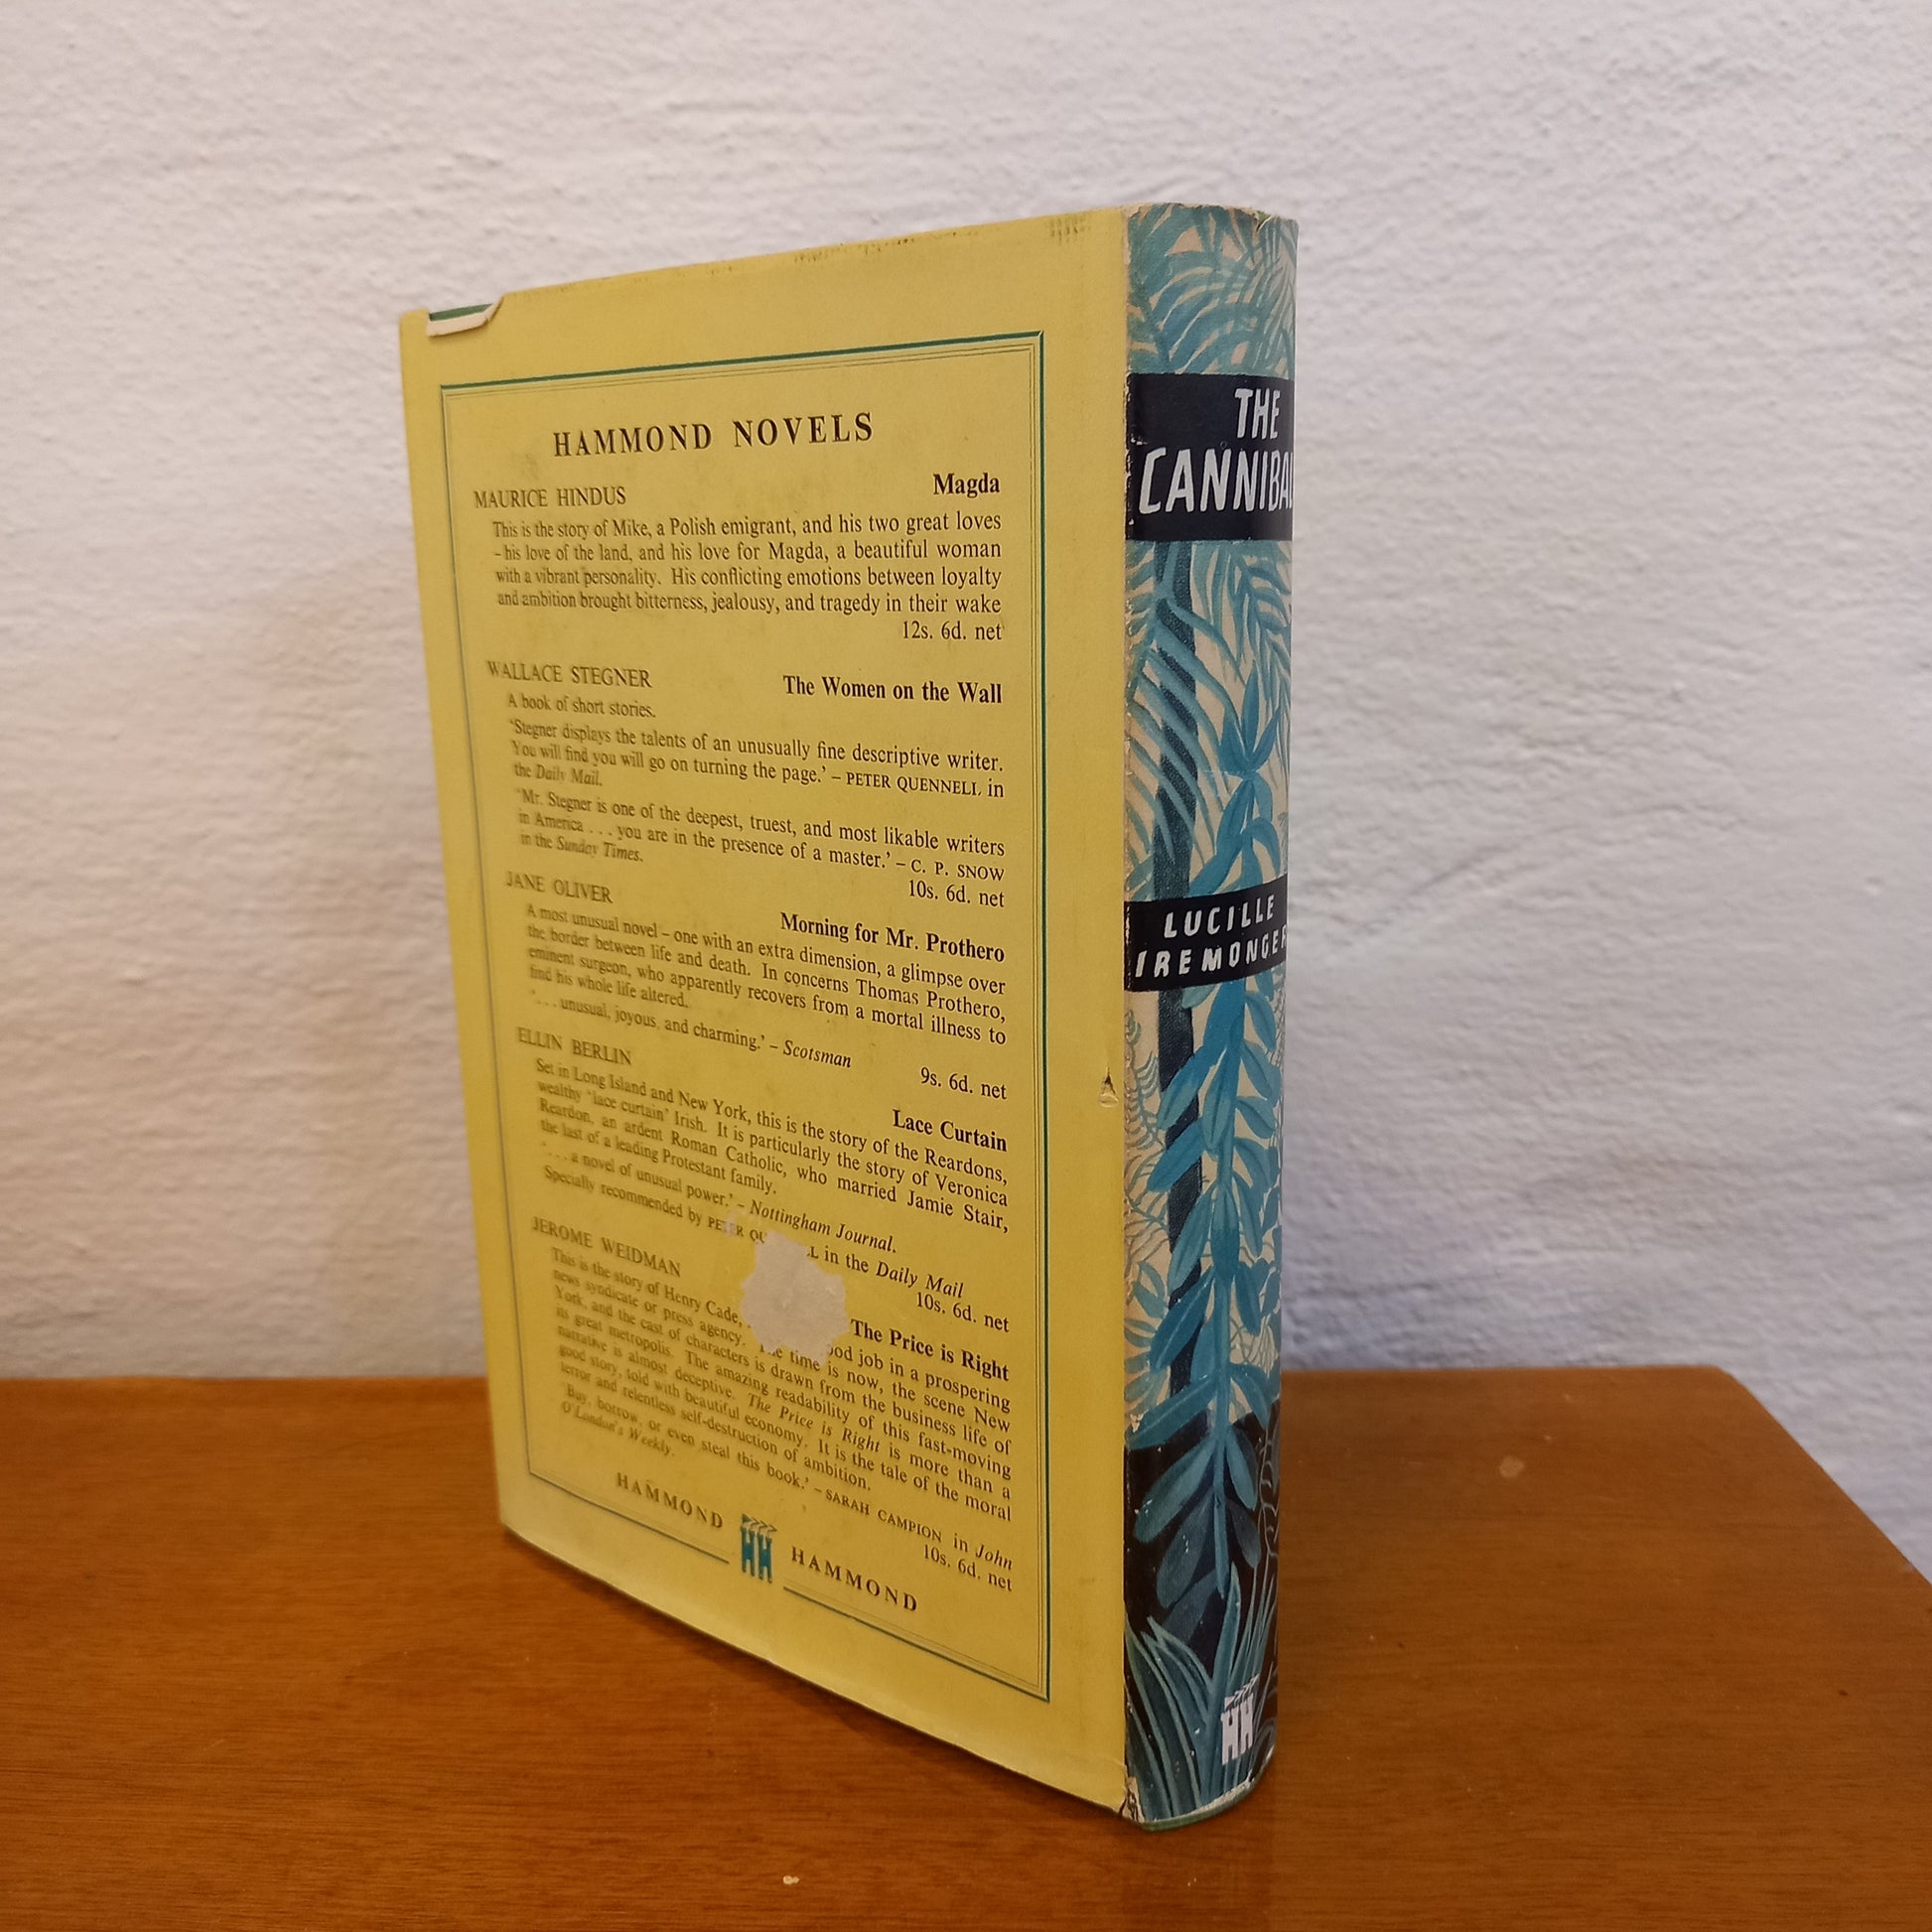 HAMMOND NOVELS
MAURICE HINDUS Magda
This is the story of Mike, a Polish emigrant, and his two great loves
– his love of the land, and his love for Magda, a beautiful woman
with a vibrant personality. His conflicting emotions between loyalty
and ambition brought bitterness, jealousy, and tragedy in their wake
12s. 6d. net
WALLACE STEGNER The Women on the Wall
A book of short stories.
'Stegner displays the talents of an unusually fine descriptive writer.
You will find you will go on turning the page.' – PETER QUENNELL in
the Daily Mail.
'Mr. Stegner is one of the deepest, truest, and most likable writers
in America . . . you are in the presence of a master.' – C. P. SNOW
in the Sunday Times.
10s. 6d. net
JANE OLIVER Morning for Mr. Prothero
A most unusual novel – one with an extra dimension, a glimpse over
the border between life and death. In concerns Thomas Prothero,
eminent surgeon, who apparently recovers from a mortal illness to
find his whole life altered.
'. . . unusual, joyous, and charming.' – Scotsman
9s. 6d. net
ELLIN BERLIN Lace Curtain
Set in Long Island and New York, this is the story of the Reardons,
wealthy 'lace curtain' Irish. It is particularly the story of Veronica
Reardon, an ardent Roman Catholic, who married Jamie Stair,
the last of a leading Protestant family.
'. . . a novel of unusual power.' – Nottingham Journal.
Specially recommended by in the Daily Mail
10s. 6d. net
JEROME WEIDMAN The Price is Right
This is the story of Henry Cade, job in a prospering
news syndicate or press agency. The time is now, the scene New
York, and the cast of characters is drawn from the business life of
its great metropolis. The amazing readability of this fast-moving
narrative is almost deceptive. The Price is Right is more than a
good story, told with beautiful economy. It is the tale of the moral
terror and relentless self-destruction of ambition.
'Buy, borrow, or even steal this book.' – SARAH CAMPION in John
O'London's Weekly.
10s. 6d. net
HAMMOND HH HAMMOND
THE
CANNIBAL
LUCILLE
IREMONGER
HH